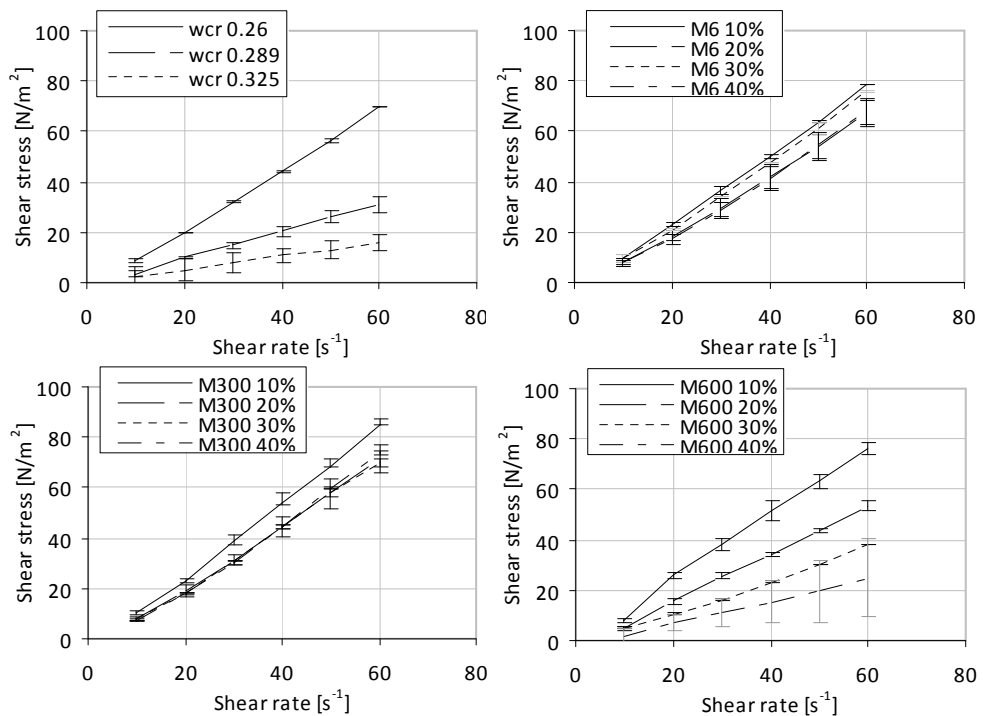 wcr 0.26
wcr 0.289
wcr 0.325
100
80
60
40
20
0
Shear stress [N/m²]
0 20 40 60 80
Shear rate [s⁻¹]
M6 10%
M6 20%
M6 30%
M6 40%
100
80
60
40
20
0
Shear stress [N/m²]
0 20 40 60 80
Shear rate [s⁻¹]
M300 10%
M300 20%
M300 30%
M300 40%
100
80
60
40
20
0
Shear stress [N/m²]
0 20 40 60 80
Shear rate [s⁻¹]
M600 10%
M600 20%
M600 30%
M600 40%
100
80
60
40
20
0
Shear stress [N/m²]
0 20 40 60 80
Shear rate [s⁻¹]